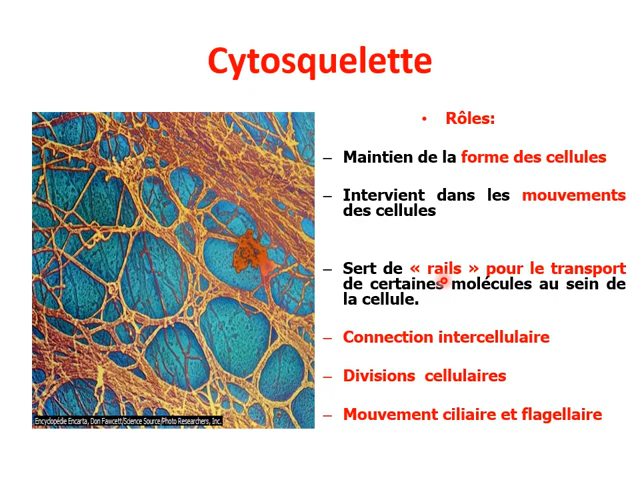 Cytosquelette
• Rôles:
– Maintien de la forme des cellules
– Intervient dans les mouvements
des cellules
– Sert de « rails » pour le transport
de certaines molécules au sein de
la cellule.
– Connection intercellulaire
– Divisions cellulaires
– Mouvement ciliaire et flagellaire
Encyclopédie Encarta, Don Fawcett/Science Source/Photo Researchers, Inc.